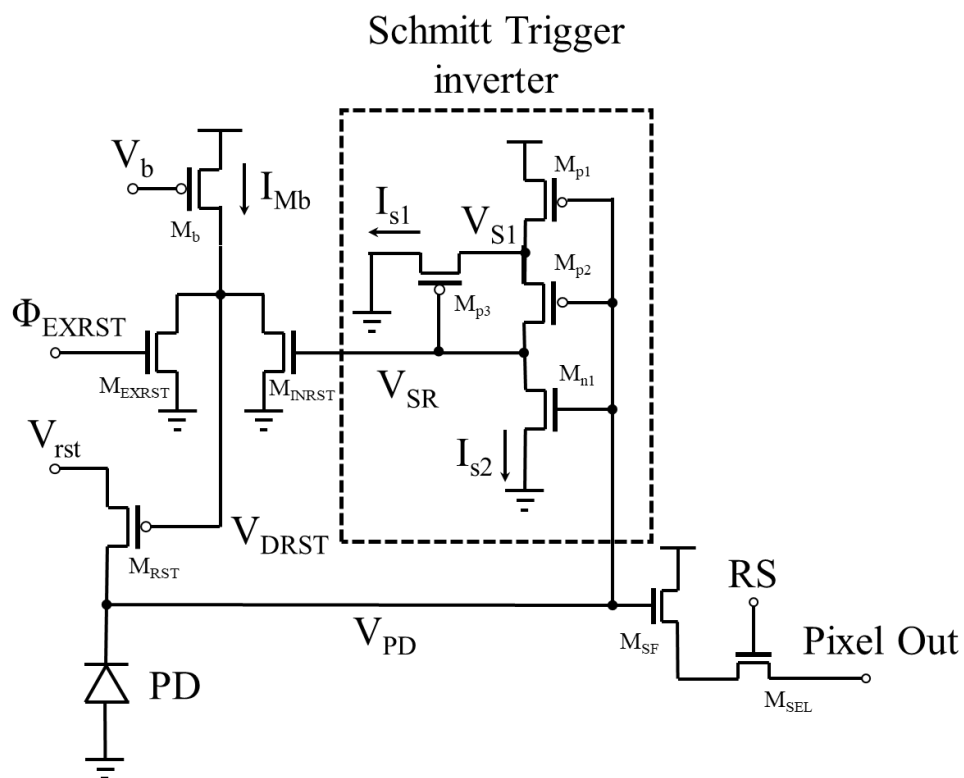 Schmitt Trigger
inverter
V_b
I_Mb
M_b
M_p1
I_s1
V_S1
M_p2
M_p3
Φ_EXRST
M_EXRST
M_INRST
V_SR
M_n1
I_s2
V_rst
V_DRST
M_RST
RS
V_PD
M_SF
Pixel Out
PD
M_SEL